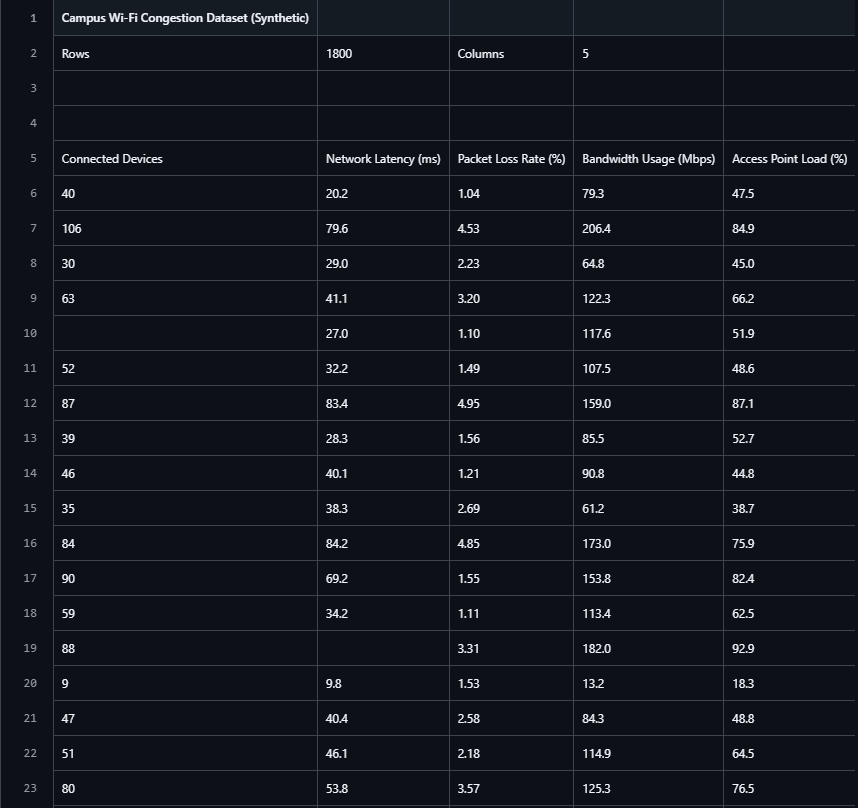 1 Campus Wi-Fi Congestion Dataset (Synthetic)
2 Rows 1800 Columns 5
3
4
5 Connected Devices Network Latency (ms) Packet Loss Rate (%) Bandwidth Usage (Mbps) Access Point Load (%)
6 40 20.2 1.04 79.3 47.5
7 106 79.6 4.53 206.4 84.9
8 30 29.0 2.23 64.8 45.0
9 63 41.1 3.20 122.3 66.2
10 27.0 1.10 117.6 51.9
11 52 32.2 1.49 107.5 48.6
12 87 83.4 4.95 159.0 87.1
13 39 28.3 1.56 85.5 52.7
14 46 40.1 1.21 90.8 44.8
15 35 38.3 2.69 61.2 38.7
16 84 84.2 4.85 173.0 75.9
17 90 69.2 1.55 153.8 82.4
18 59 34.2 1.11 113.4 62.5
19 88 3.31 182.0 92.9
20 9 9.8 1.53 13.2 18.3
21 47 40.4 2.58 84.3 48.8
22 51 46.1 2.18 114.9 64.5
23 80 53.8 3.57 125.3 76.5